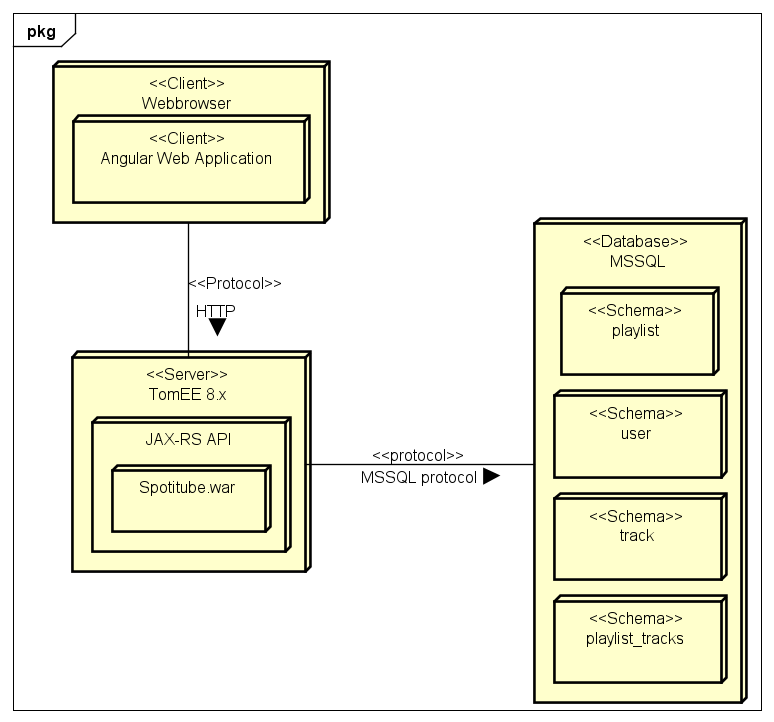 pkg
<<Client>>
Webbrowser
<<Client>>
Angular Web Application
<<Protocol>>
HTTP
<<Server>>
TomEE 8.x
JAX-RS API
Spotitube.war
<<protocol>>
MSSQL protocol
<<Database>>
MSSQL
<<Schema>>
playlist
<<Schema>>
user
<<Schema>>
track
<<Schema>>
playlist_tracks